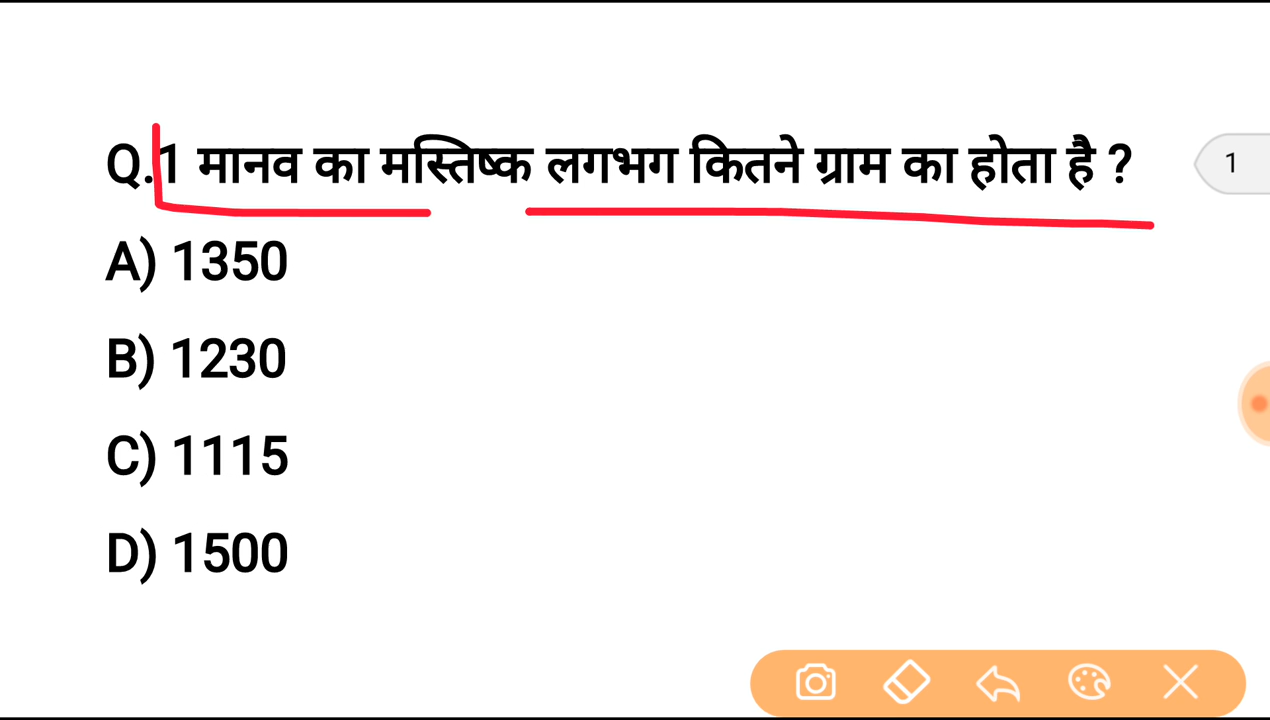 Q.1 मानव का मस्तिष्क लगभग कितने ग्राम का होता है ?
1
A) 1350
B) 1230
C) 1115
D) 1500